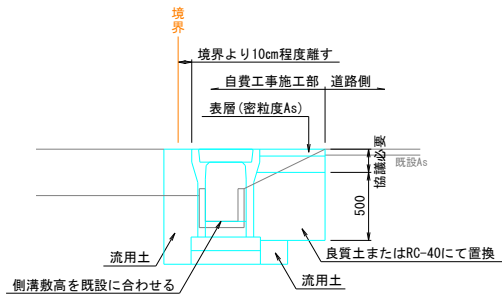 境界
境界より10cm程度離す
自費工事施工部
道路側
表層(密粒度As)
協議必要
既設As
500
良質土またはRC-40にて置換
流用土
流用土
側溝敷高を既設に合わせる